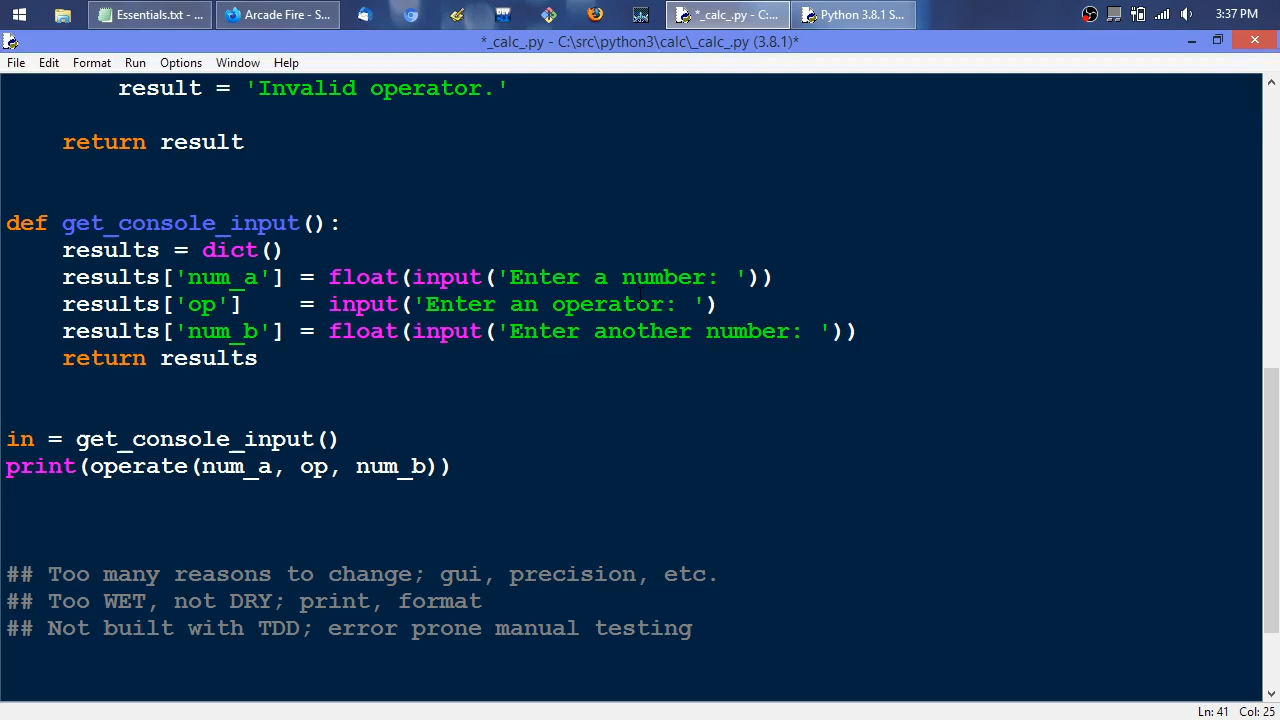 Essentials.txt - ...
Arcade Fire - S...
DEV
*_calc_.py - C:...
Python 3.8.1 S...
3:37 PM
*_calc_.py - C:\src\python3\calc\_calc_.py (3.8.1)*
File Edit Format Run Options Window Help
result = 'Invalid operator.'
return result
def get_console_input():
results = dict()
results['num_a'] = float(input('Enter a number: '))
results['op'] = input('Enter an operator: ')
results['num_b'] = float(input('Enter another number: '))
return results
in = get_console_input()
print(operate(num_a, op, num_b))
## Too many reasons to change; gui, precision, etc.
## Too WET, not DRY; print, format
## Not built with TDD; error prone manual testing
Ln: 41 Col: 25